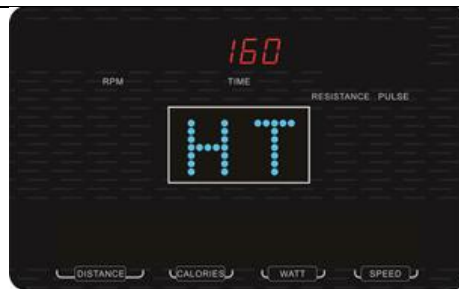 160
RPM TIME
RESISTANCE PULSE
HT
DISTANCE CALORIES WATT SPEED